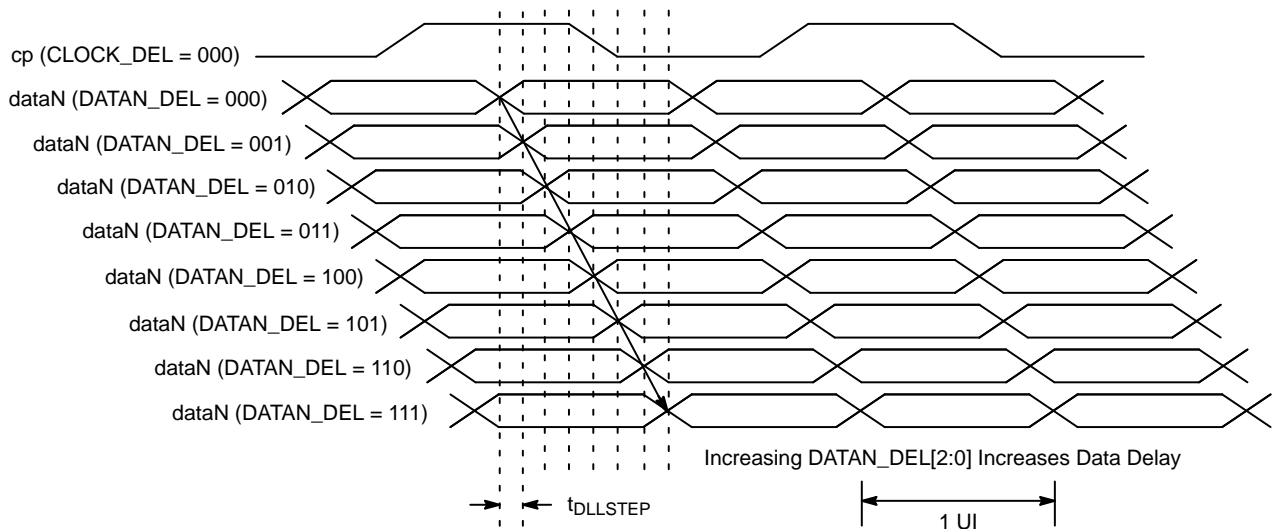 cp (CLOCK_DEL = 000)
dataN (DATAN_DEL = 000)
dataN (DATAN_DEL = 001)
dataN (DATAN_DEL = 010)
dataN (DATAN_DEL = 011)
dataN (DATAN_DEL = 100)
dataN (DATAN_DEL = 101)
dataN (DATAN_DEL = 110)
dataN (DATAN_DEL = 111)
Increasing DATAN_DEL[2:0] Increases Data Delay
tDLLSTEP
1 UI